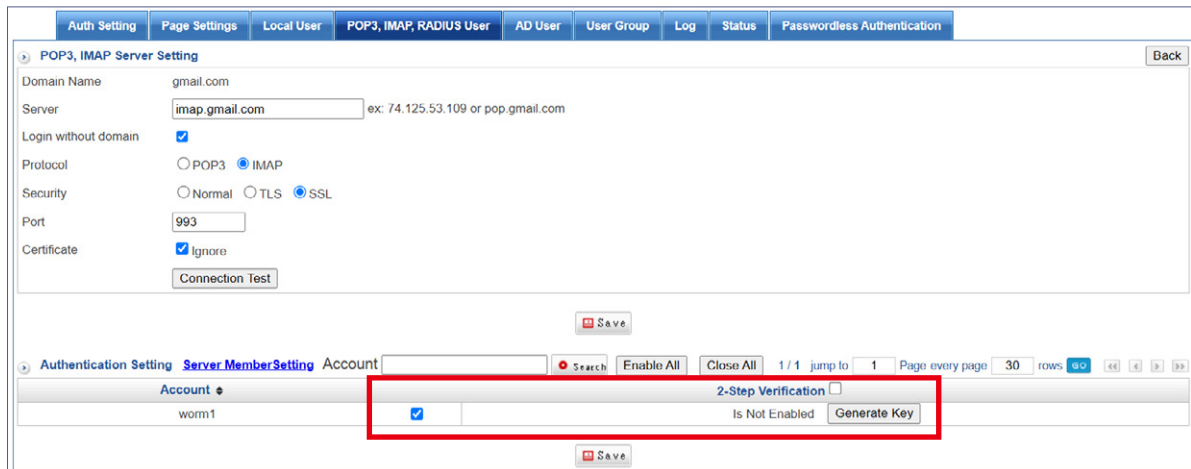 Auth Setting Page Settings Local User POP3, IMAP, RADIUS User AD User User Group Log Status Passwordless Authentication
POP3, IMAP Server Setting Back
Domain Name gmail.com
Server imap.gmail.com ex: 74.125.53.109 or pop.gmail.com
Login without domain
Protocol POP3 IMAP
Security Normal TLS SSL
Port 993
Certificate Ignore
Connection Test
Save
Authentication Setting Server MemberSetting Account Search Enable All Close All 1 / 1 jump to 1 Page every page 30 rows GO
Account 2-Step Verification
worm1 Is Not Enabled Generate Key
Save